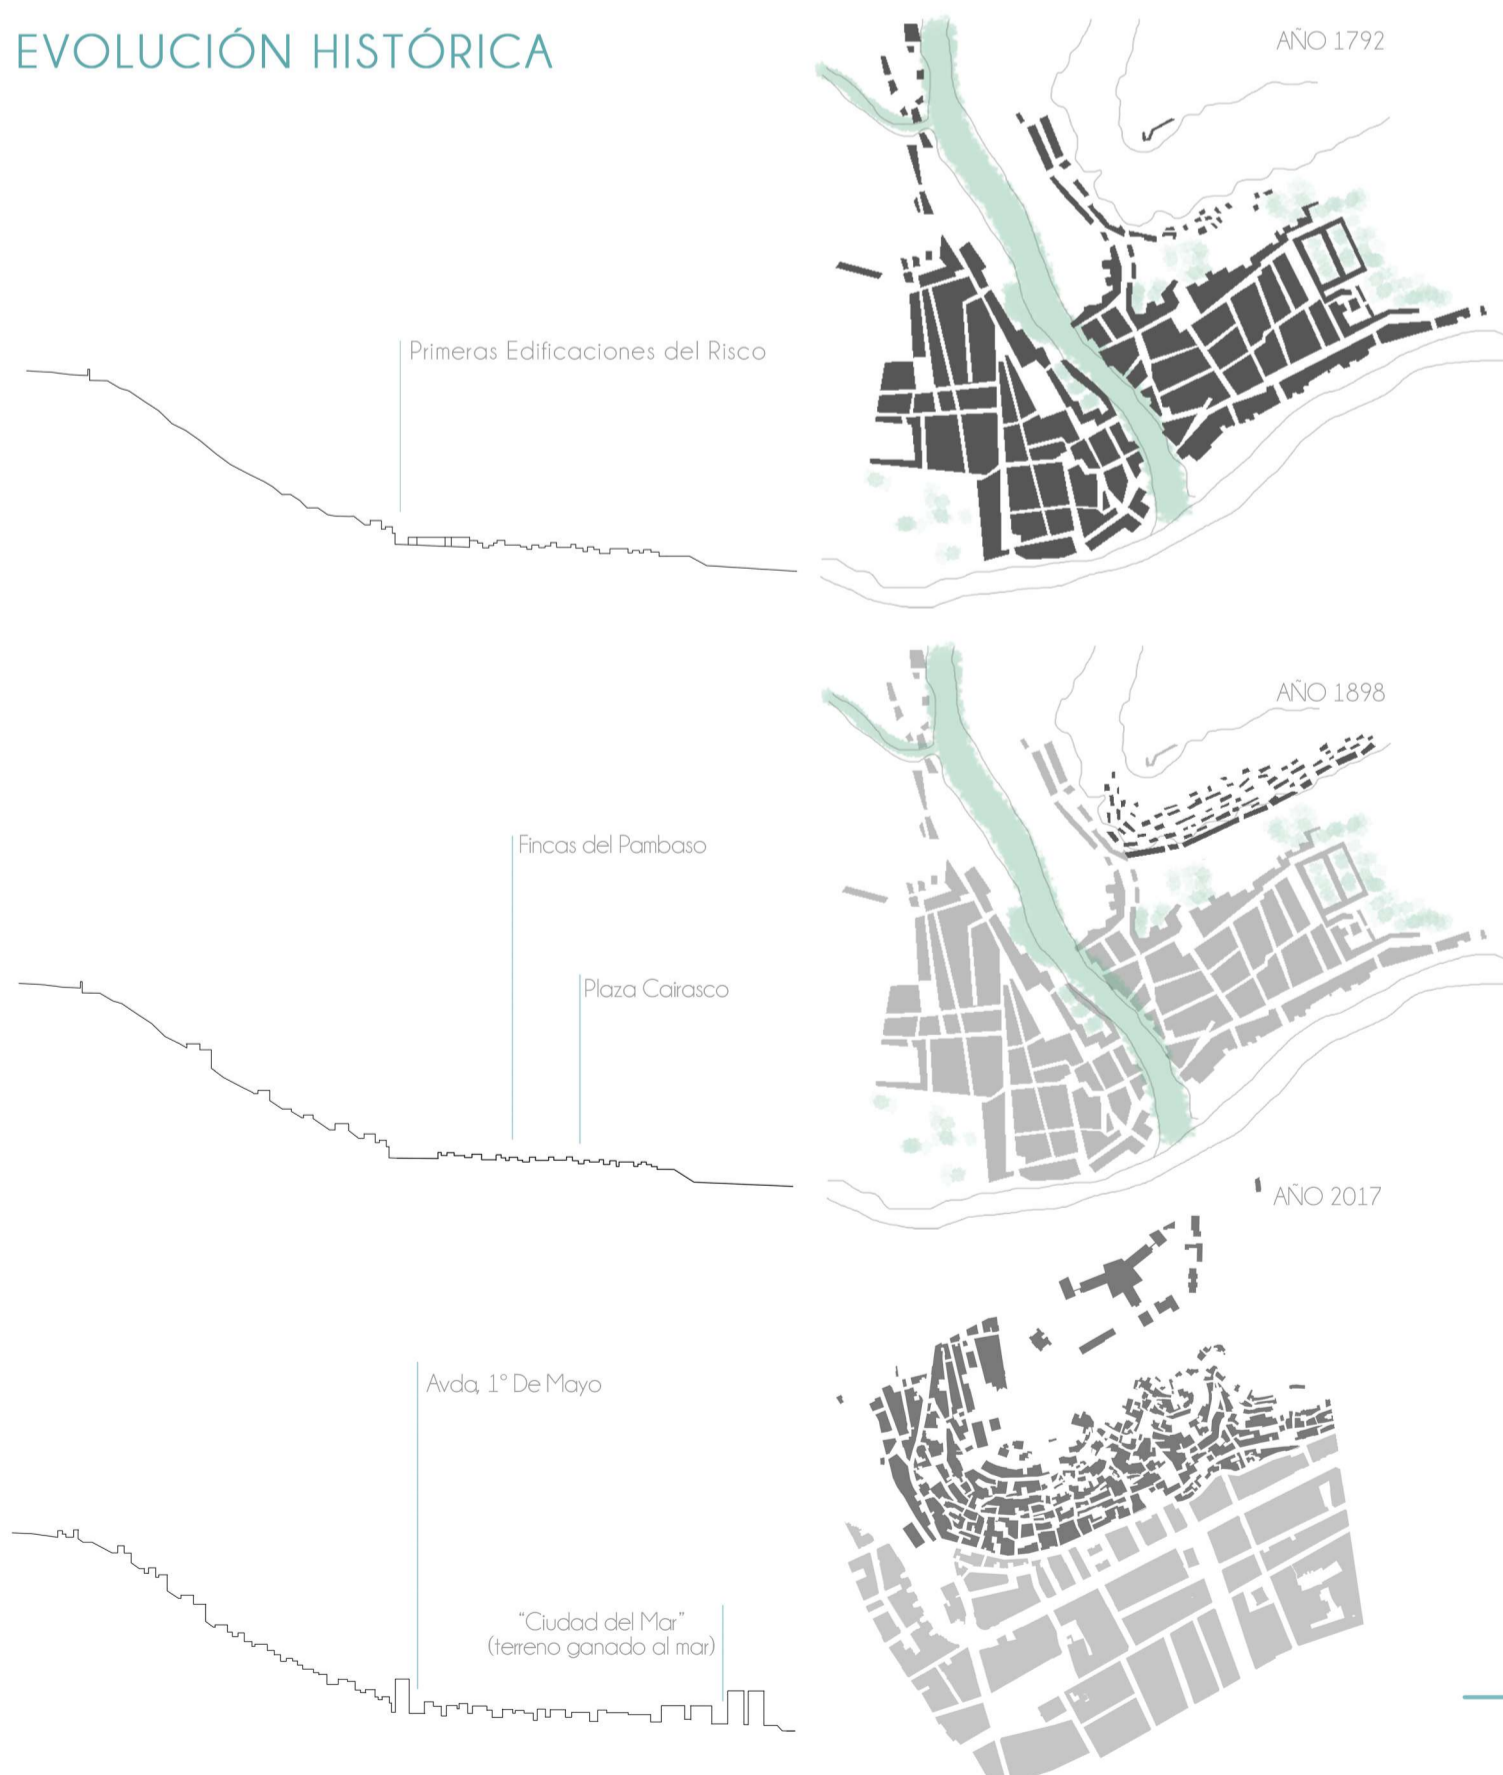 EVOLUCIÓN HISTÓRICA
AÑO 1792
Primeras Edificaciones del Risco
AÑO 1898
Fincas del Pambaso
Plaza Cairasco
AÑO 2017
Avda, 1º De Mayo
"Ciudad del Mar"
(terreno ganado al mar)